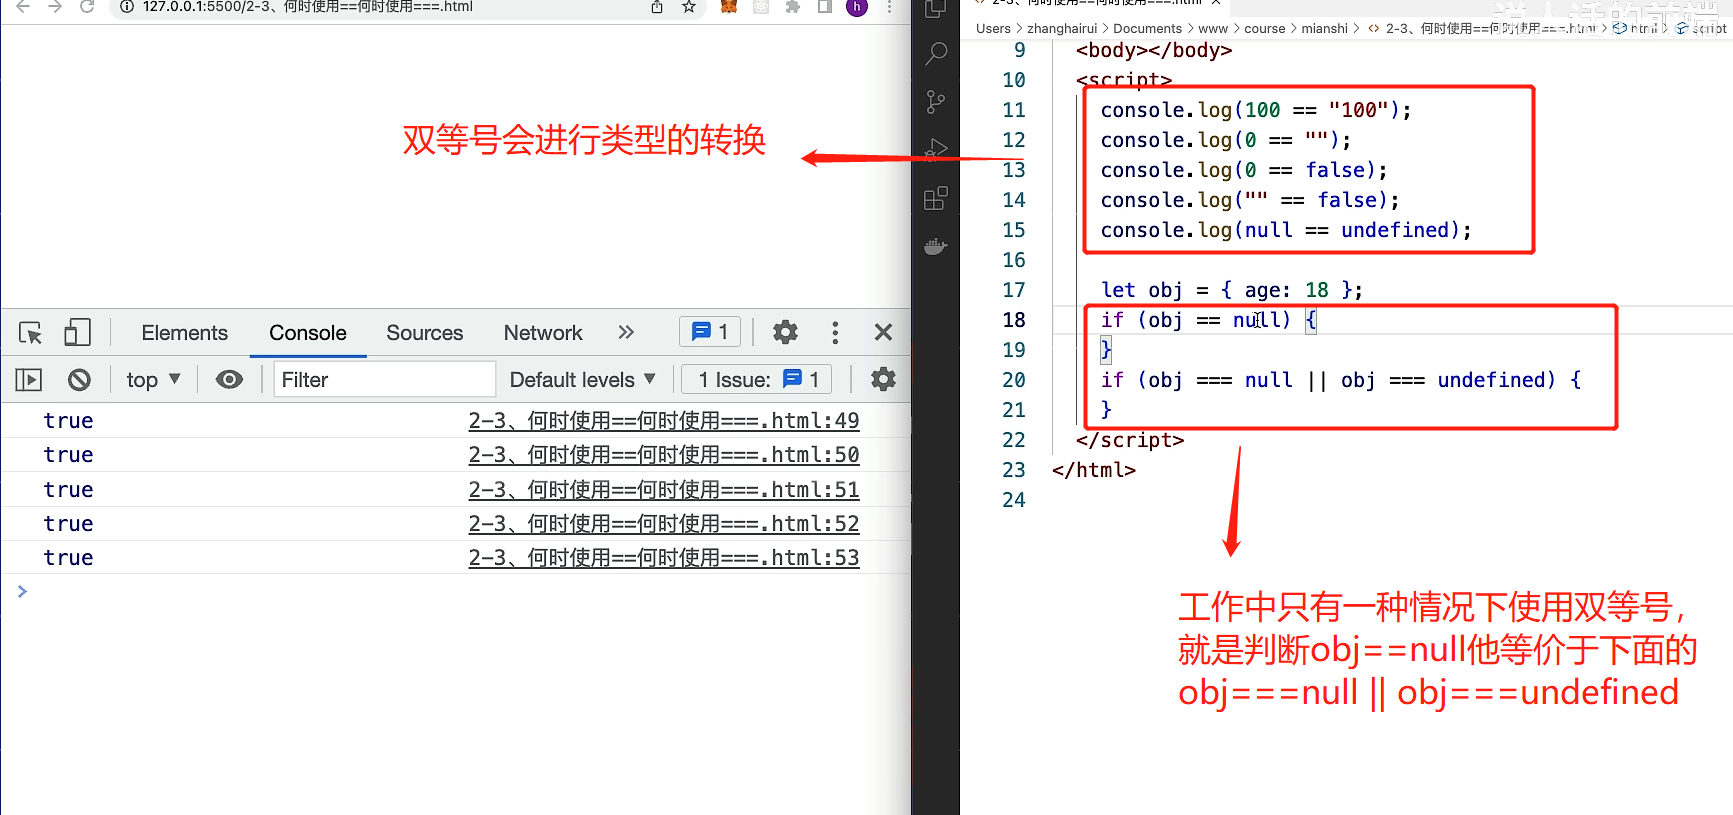 127.0.0.1:5500/2-3、何时使用==何时使用===.html
h
双等号会进行类型的转换
Elements
Console
Sources
Network
1
top
Filter
Default levels
1 Issue:
1
true 2-3、何时使用==何时使用===.html:49
true 2-3、何时使用==何时使用===.html:50
true 2-3、何时使用==何时使用===.html:51
true 2-3、何时使用==何时使用===.html:52
true 2-3、何时使用==何时使用===.html:53
>
2-3、何时使用==何时使用===.html
Users > zhanghairui > Documents > www > course > mianshi > 2-3、何时使用==何时使用===.html > html > script
9 <body></body>
10 <script>
11 console.log(100 == "100");
12 console.log(0 == "");
13 console.log(0 == false);
14 console.log("" == false);
15 console.log(null == undefined);
16
17 let obj = { age: 18 };
18 if (obj == null) {
19 }
20 if (obj === null || obj === undefined) {
21 }
22 </script>
23 </html>
24
工作中只有一种情况下使用双等号，
就是判断obj==null他等价于下面的
obj===null || obj===undefined